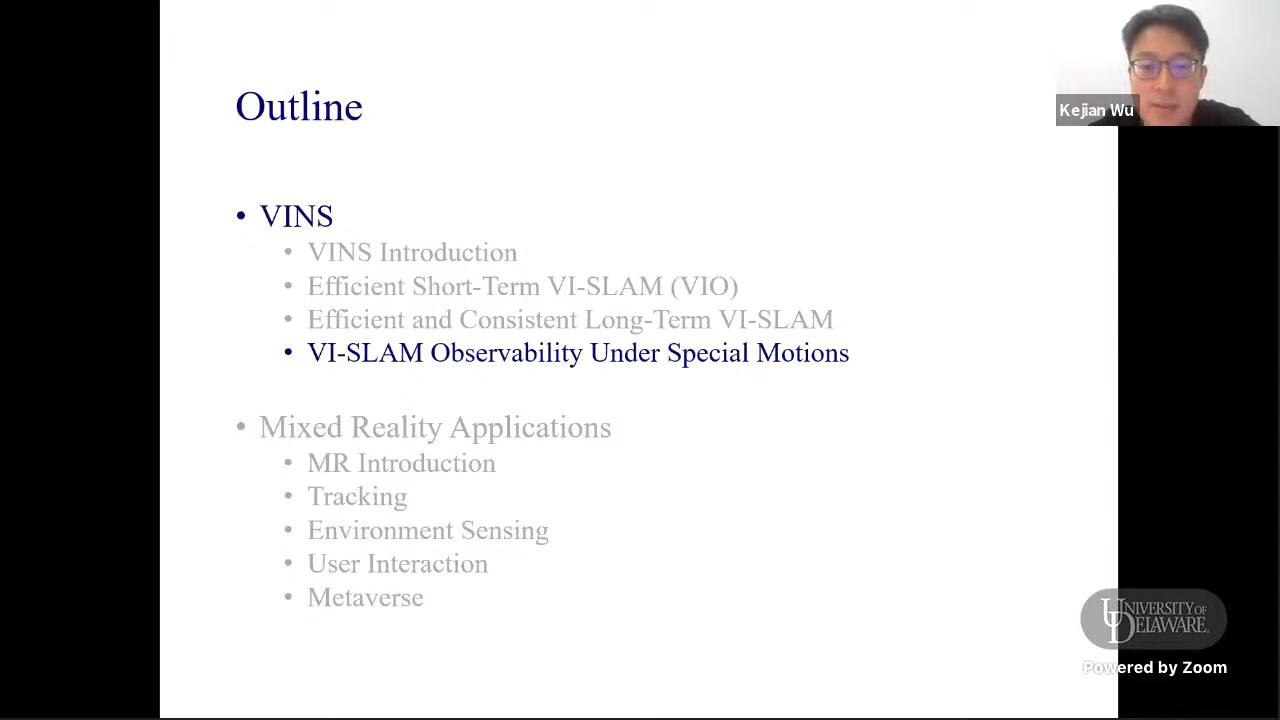 Outline
• VINS
• VINS Introduction
• Efficient Short-Term VI-SLAM (VIO)
• Efficient and Consistent Long-Term VI-SLAM
• VI-SLAM Observability Under Special Motions
• Mixed Reality Applications
• MR Introduction
• Tracking
• Environment Sensing
• User Interaction
• Metaverse
Kejian Wu
UNIVERSITY OF
DELAWARE.
Powered by Zoom